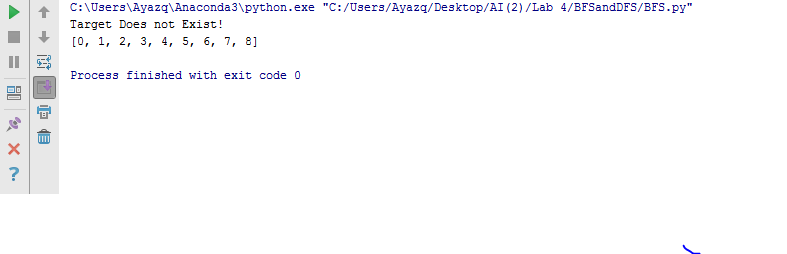 C:\Users\Ayazq\Anaconda3\python.exe "C:/Users/Ayazq/Desktop/AI(2)/Lab 4/BFSandDFS/BFS.py"
Target Does not Exist!
[0, 1, 2, 3, 4, 5, 6, 7, 8]
Process finished with exit code 0